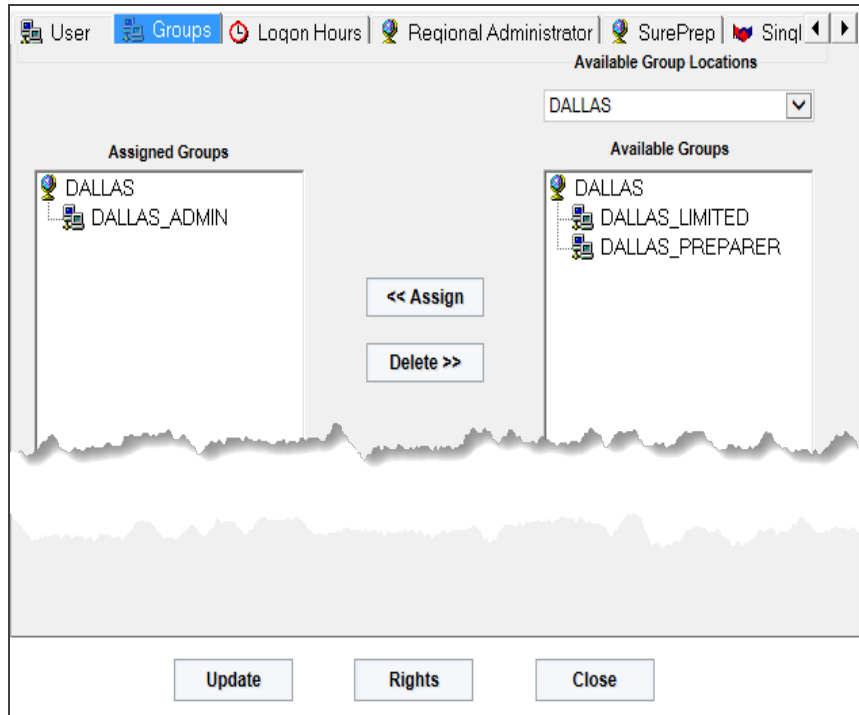 User Groups Logon Hours Regional Administrator SurePrep Singl
Available Group Locations
DALLAS
Assigned Groups
Available Groups
DALLAS
DALLAS_ADMIN
DALLAS
DALLAS_LIMITED
DALLAS_PREPARER
<< Assign
Delete >>
Update Rights Close